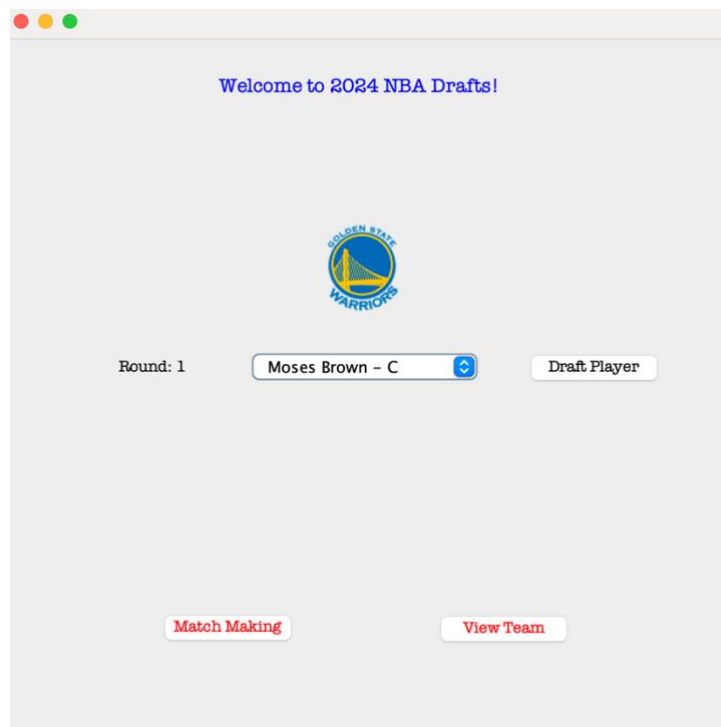 Welcome to 2024 NBA Drafts!
GOLDEN STATE
WARRIORS
Round: 1
Moses Brown - C
Draft Player
Match Making
View Team